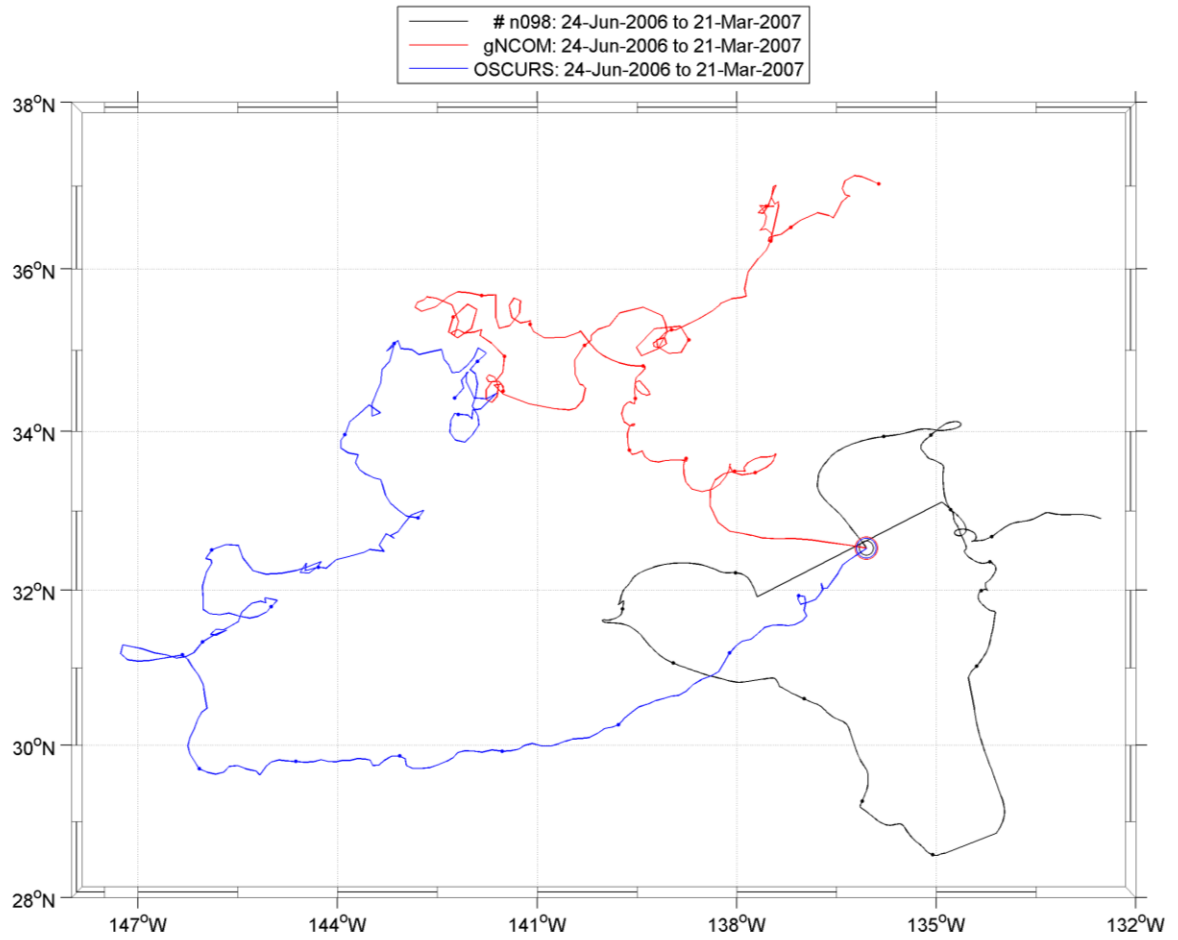 # n098: 24-Jun-2006 to 21-Mar-2007
gNCOM: 24-Jun-2006 to 21-Mar-2007
OSCURS: 24-Jun-2006 to 21-Mar-2007
38°N
36°N
34°N
32°N
30°N
28°N
147°W 144°W 141°W 138°W 135°W 132°W